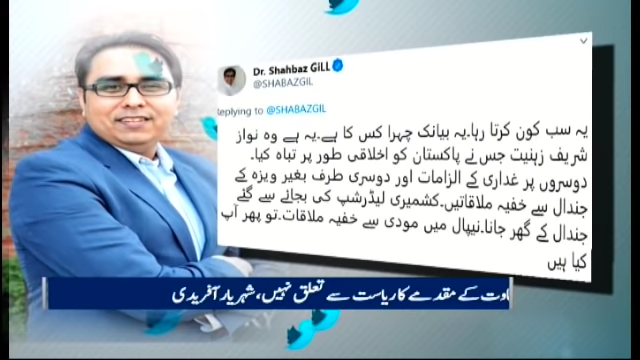 Dr. Shahbaz GiLL
@SHABAZGIL
Replying to @SHABAZGIL
یہ سب کون کرتا رہا۔یہ بیانک چہرا کس کا ہے۔یہ ہے وہ نواز
شریف زہنیت جس نے پاکستان کو اخلاقی طور پر تباہ کیا۔
دوسروں پر غداری کے الزامات اور دوسری طرف بغیر ویزہ کے
جندال سے خفیہ ملاقاتیں۔کشمیری لیڈرشپ کی بجائے سے گئے
جندال کے گھر جانا۔نیپال میں مودی سے خفیہ ملاقات۔تو پھر آپ
کیا ہیں
کے مقدمے کا ریاست سے تعلق نہیں، شہریار آفریدی